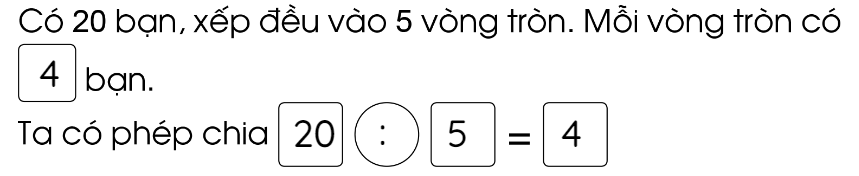 Có 20 bạn, xếp đều vào 5 vòng tròn. Mỗi vòng tròn có
4 bạn.
Ta có phép chia 20 : 5 = 4